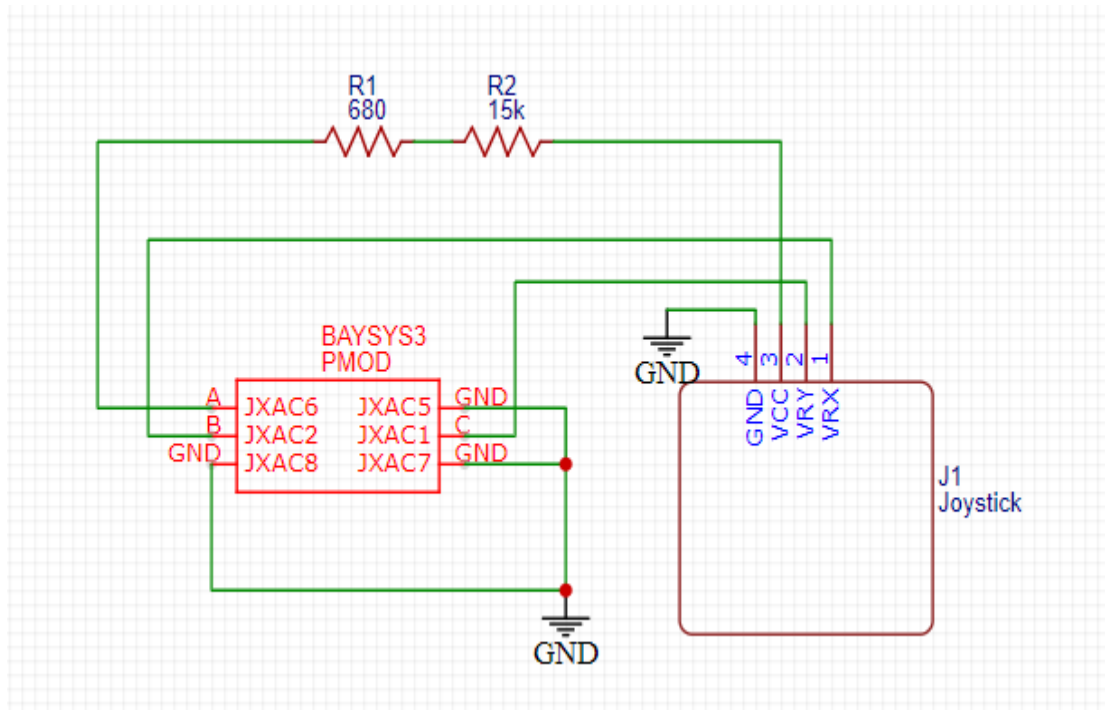 R1
680
R2
15k
BAYSYS3
PMOD
A
JXAC6
JXAC5
GND
B
JXAC2
JXAC1
C
GND
JXAC8
JXAC7
GND
GND
GND
4
3
2
1
GND
VCC
VRY
VRX
J1
Joystick